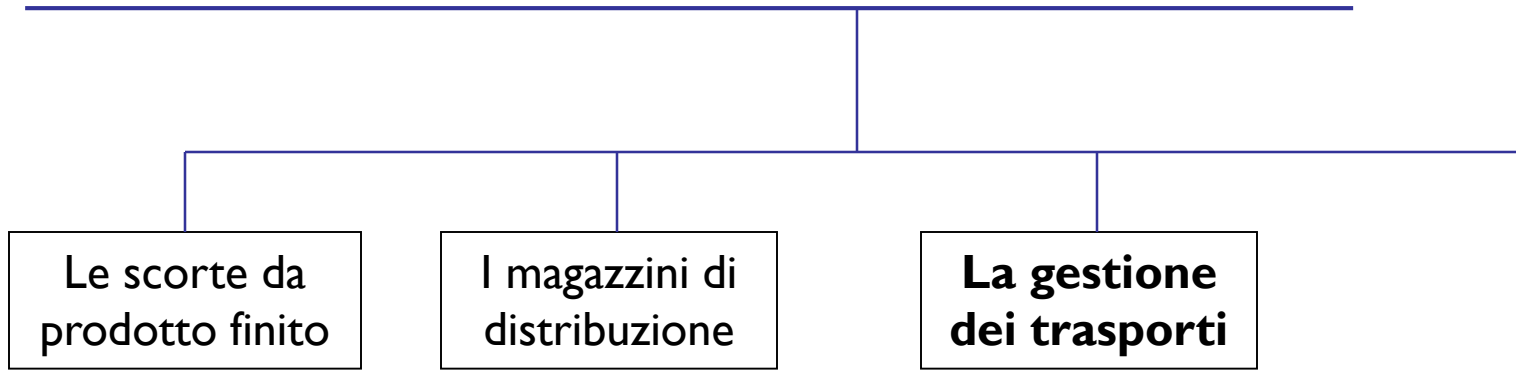 Le scorte da
prodotto finito
I magazzini di
distribuzione
La gestione
dei trasporti